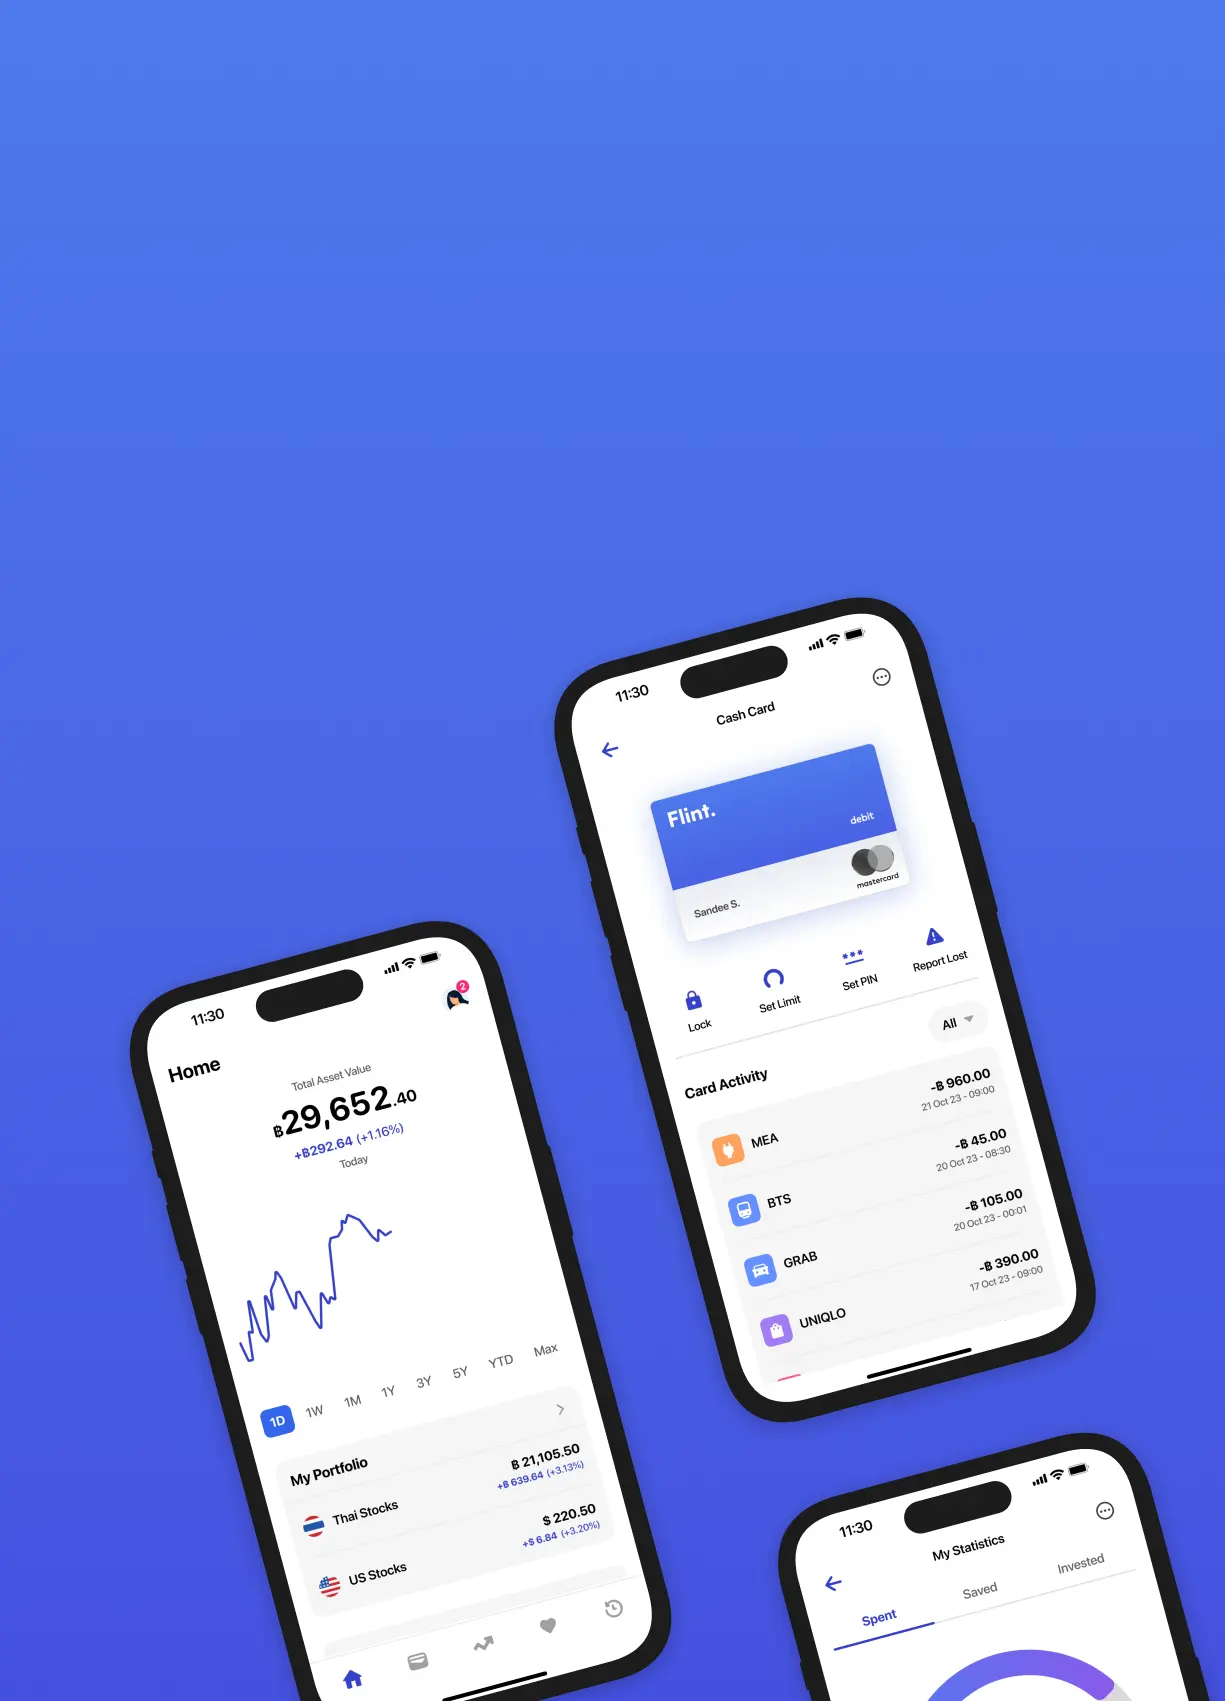 11:30
Cash Card
Flint.
debit
Sandee S.
mastercard
Lock
Set Limit
Set PIN
Report Lost
All
Card Activity
MEA
-฿ 960.00
21 Oct 23 - 09:00
BTS
-฿ 45.00
20 Oct 23 - 08:30
GRAB
-฿ 105.00
20 Oct 23 - 00:01
UNIQLO
-฿ 390.00
17 Oct 23 - 09:00
11:30
2
Home
Total Asset Value
฿29,652.40
+฿292.64 (+1.16%)
Today
1D 1W 1M 1Y 3Y 5Y YTD Max
My Portfolio
Thai Stocks
฿ 21,105.50
+฿ 639.64 (+3.13%)
US Stocks
$ 220.50
+$ 6.84 (+3.20%)
11:30
My Statistics
Spent
Saved
Invested